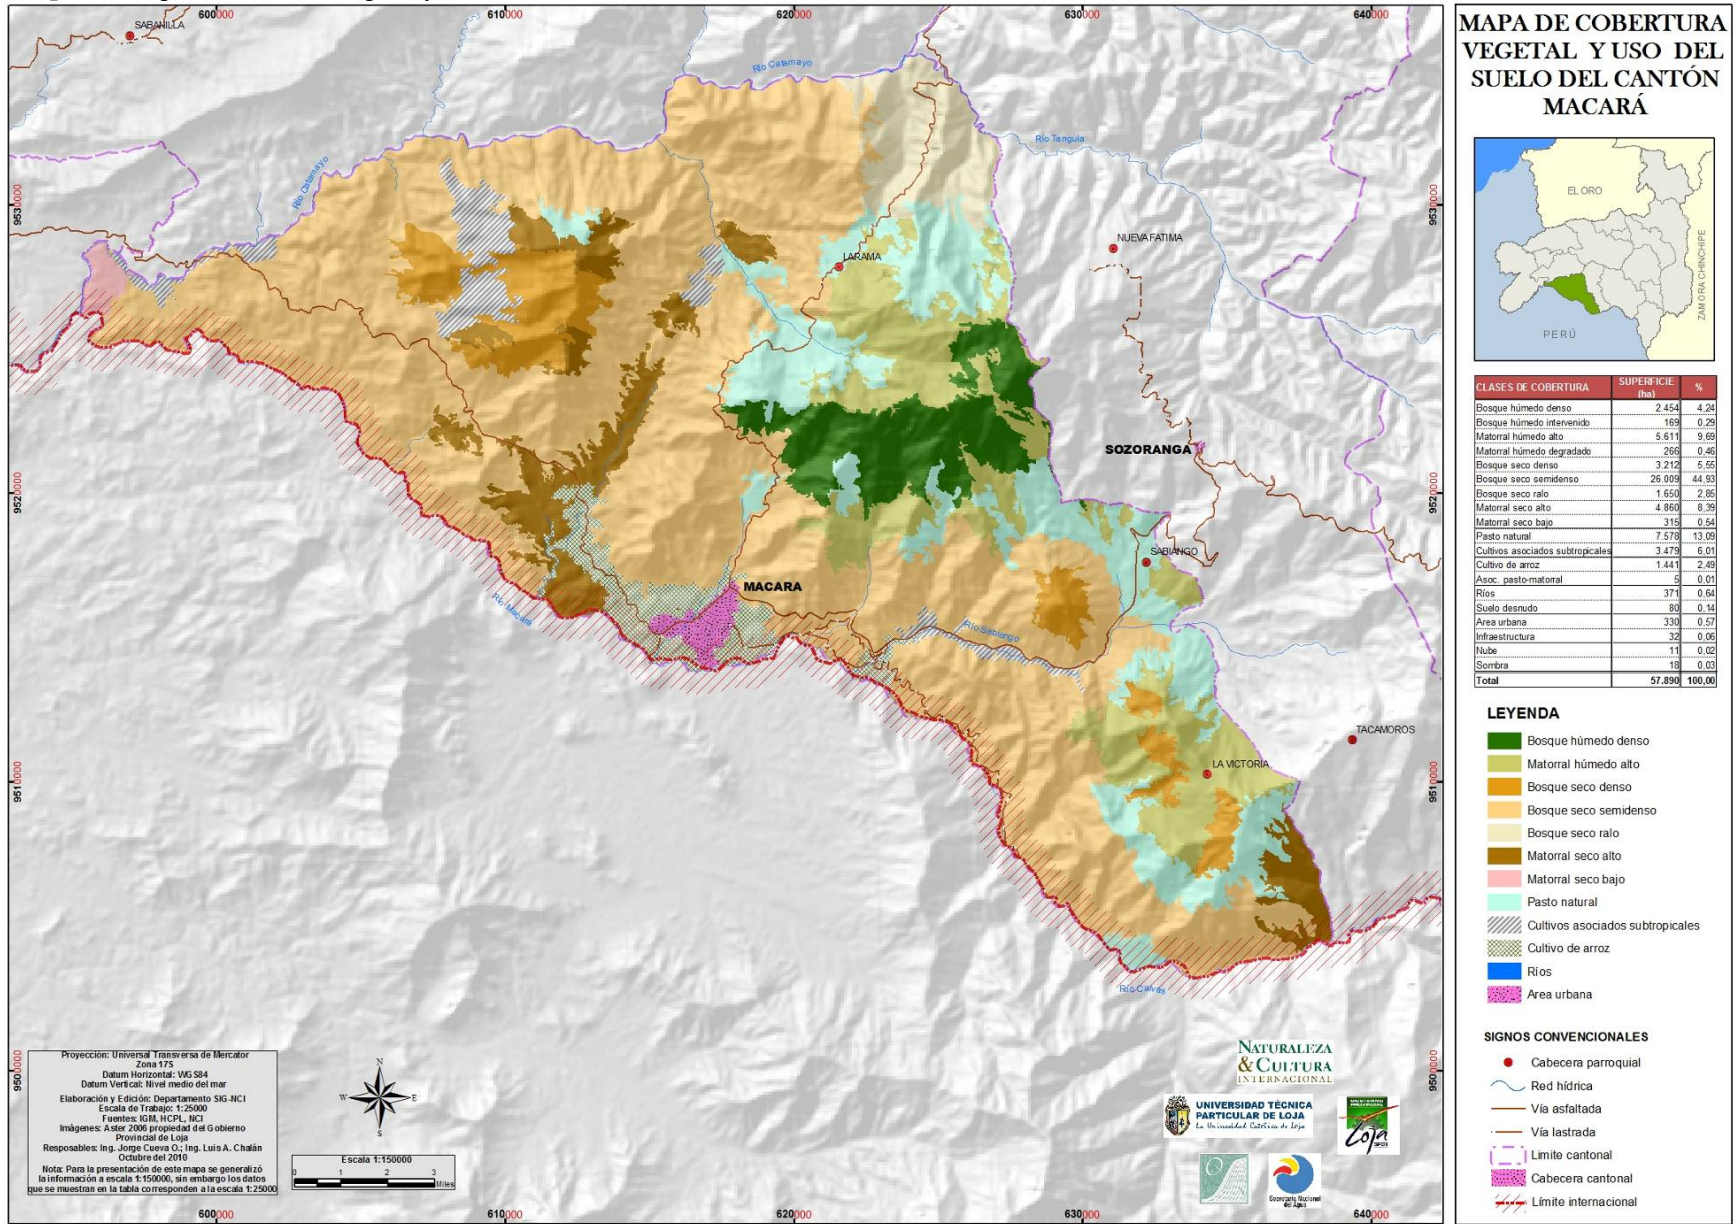 600000
610000
620000
630000
640000
SABANILLA
Río Catamayo
Río Catamayo
Río Tangula
9530000
9530000
NUEVA FATIMA
LARAMA
SOZORANGA
9520000
9520000
SABIANGO
MACARA
Río Macará
Río Sabiango
TACAMOROS
LA VICTORIA
9510000
9510000
Río Calvas
9500000
9500000
Proyección: Universal Transversa de Mercator
Zona 17S
Datum Horizontal: WGS84
Datum Vertical: Nivel medio del mar
Elaboración y Edición: Departamento SIG-NCI
Escala de Trabajo: 1:25000
Fuentes: IGM, HCPL, NCI
Imágenes: Aster 2006 propiedad del Gobierno
Provincial de Loja
Responsables: Ing. Jorge Cueva O.; Ing. Luis A. Chalán
Octubre del 2010
Nota: Para la presentación de este mapa se generalizó
la información a escala 1:150000, sin embargo los datos
que se muestran en la tabla corresponden a la escala 1:25000
N
W E
S
Escala 1:150000
0 1 2 3
Miles
NATURALEZA
& CULTURA
INTERNACIONAL
UNIVERSIDAD TÉCNICA
PARTICULAR DE LOJA
La Universidad Católica de Loja
Loja
Secretaría Nacional
del Agua
600000
610000
620000
630000
640000
MAPA DE COBERTURA
VEGETAL Y USO DEL
SUELO DEL CANTÓN
MACARÁ
EL ORO
ZAMORA CHINCHIPE
PERÚ
CLASES DE COBERTURA SUPERFICIE (ha) %
Bosque húmedo denso 2.454 4,24
Bosque húmedo intervenido 169 0,29
Matorral húmedo alto 5.611 9,69
Matorral húmedo degradado 266 0,46
Bosque seco denso 3.212 5,55
Bosque seco semidenso 26.009 44,93
Bosque seco ralo 1.650 2,85
Matorral seco alto 4.860 8,39
Matorral seco bajo 315 0,54
Pasto natural 7.578 13,09
Cultivos asociados subtropicales 3.479 6,01
Cultivo de arroz 1.441 2,49
Asoc. pasto-matorral 5 0,01
Ríos 371 0,64
Suelo desnudo 80 0,14
Area urbana 330 0,57
Infraestructura 32 0,06
Nube 11 0,02
Sombra 18 0,03
Total 57.890 100,00
LEYENDA
Bosque húmedo denso
Matorral húmedo alto
Bosque seco denso
Bosque seco semidenso
Bosque seco ralo
Matorral seco alto
Matorral seco bajo
Pasto natural
Cultivos asociados subtropicales
Cultivo de arroz
Ríos
Area urbana
SIGNOS CONVENCIONALES
Cabecera parroquial
Red hídrica
Vía asfaltada
Vía lastrada
Limite cantonal
Cabecera cantonal
Límite internacional